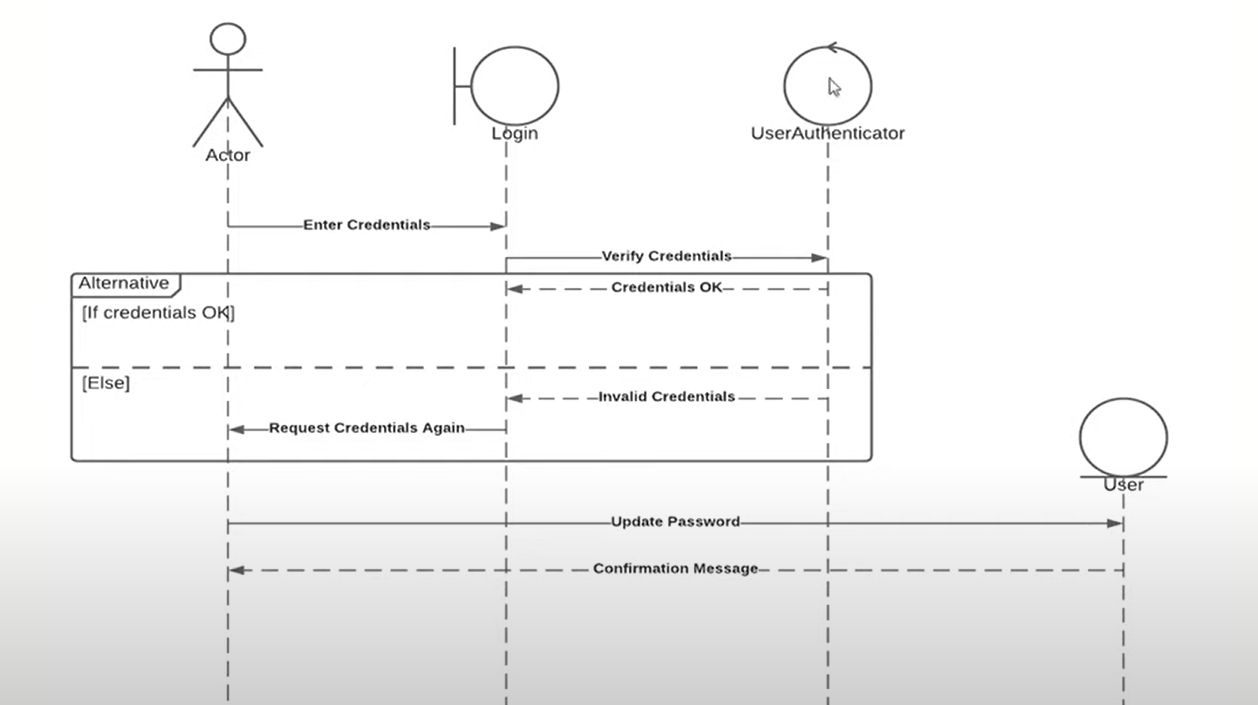 Actor
Login
UserAuthenticator
Enter Credentials
Verify Credentials
Alternative
Credentials OK
[If credentials OK]
[Else]
Invalid Credentials
Request Credentials Again
User
Update Password
Confirmation Message